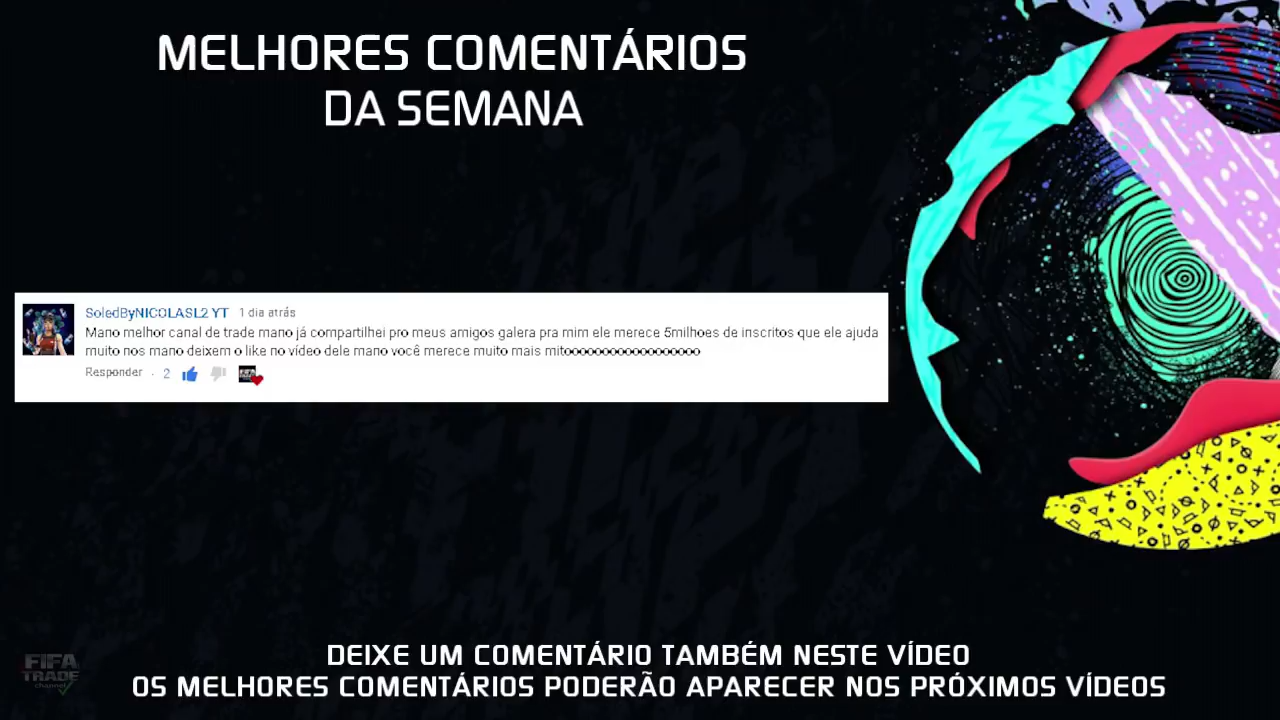 MELHORES COMENTÁRIOS
DA SEMANA
SoledByNICOLASL2 YT 1 dia atrás
Mano melhor canal de trade mano já compartilhei pro meus amigos galera pra mim ele merece 5milhoes de inscritos que ele ajuda
muito nos mano deixem o like no vídeo dele mano você merece muito mais mitoooooooooooooooooo
Responder · 2
DEIXE UM COMENTÁRIO TAMBÉM NESTE VÍDEO
OS MELHORES COMENTÁRIOS PODERÃO APARECER NOS PRÓXIMOS VÍDEOS
FIFA
TRADE
channel